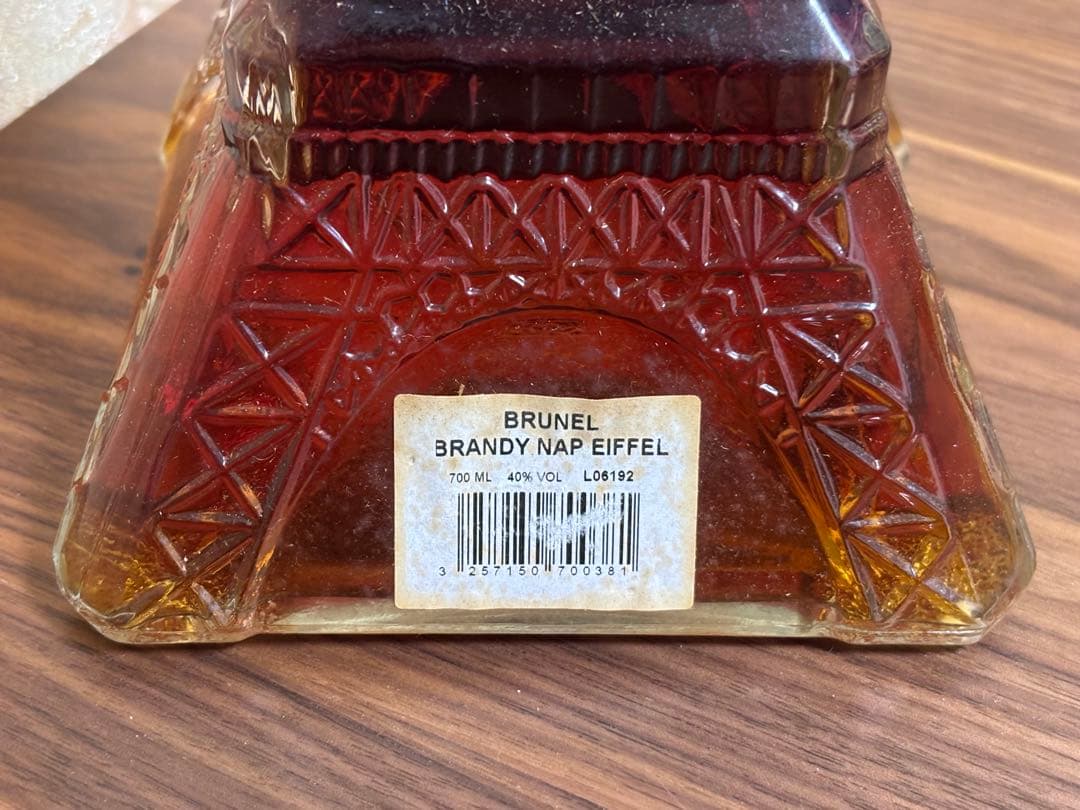 BRUNEL
BRANDY NAP EIFFEL
700 ML 40% VOL L06192
3 257150 700381